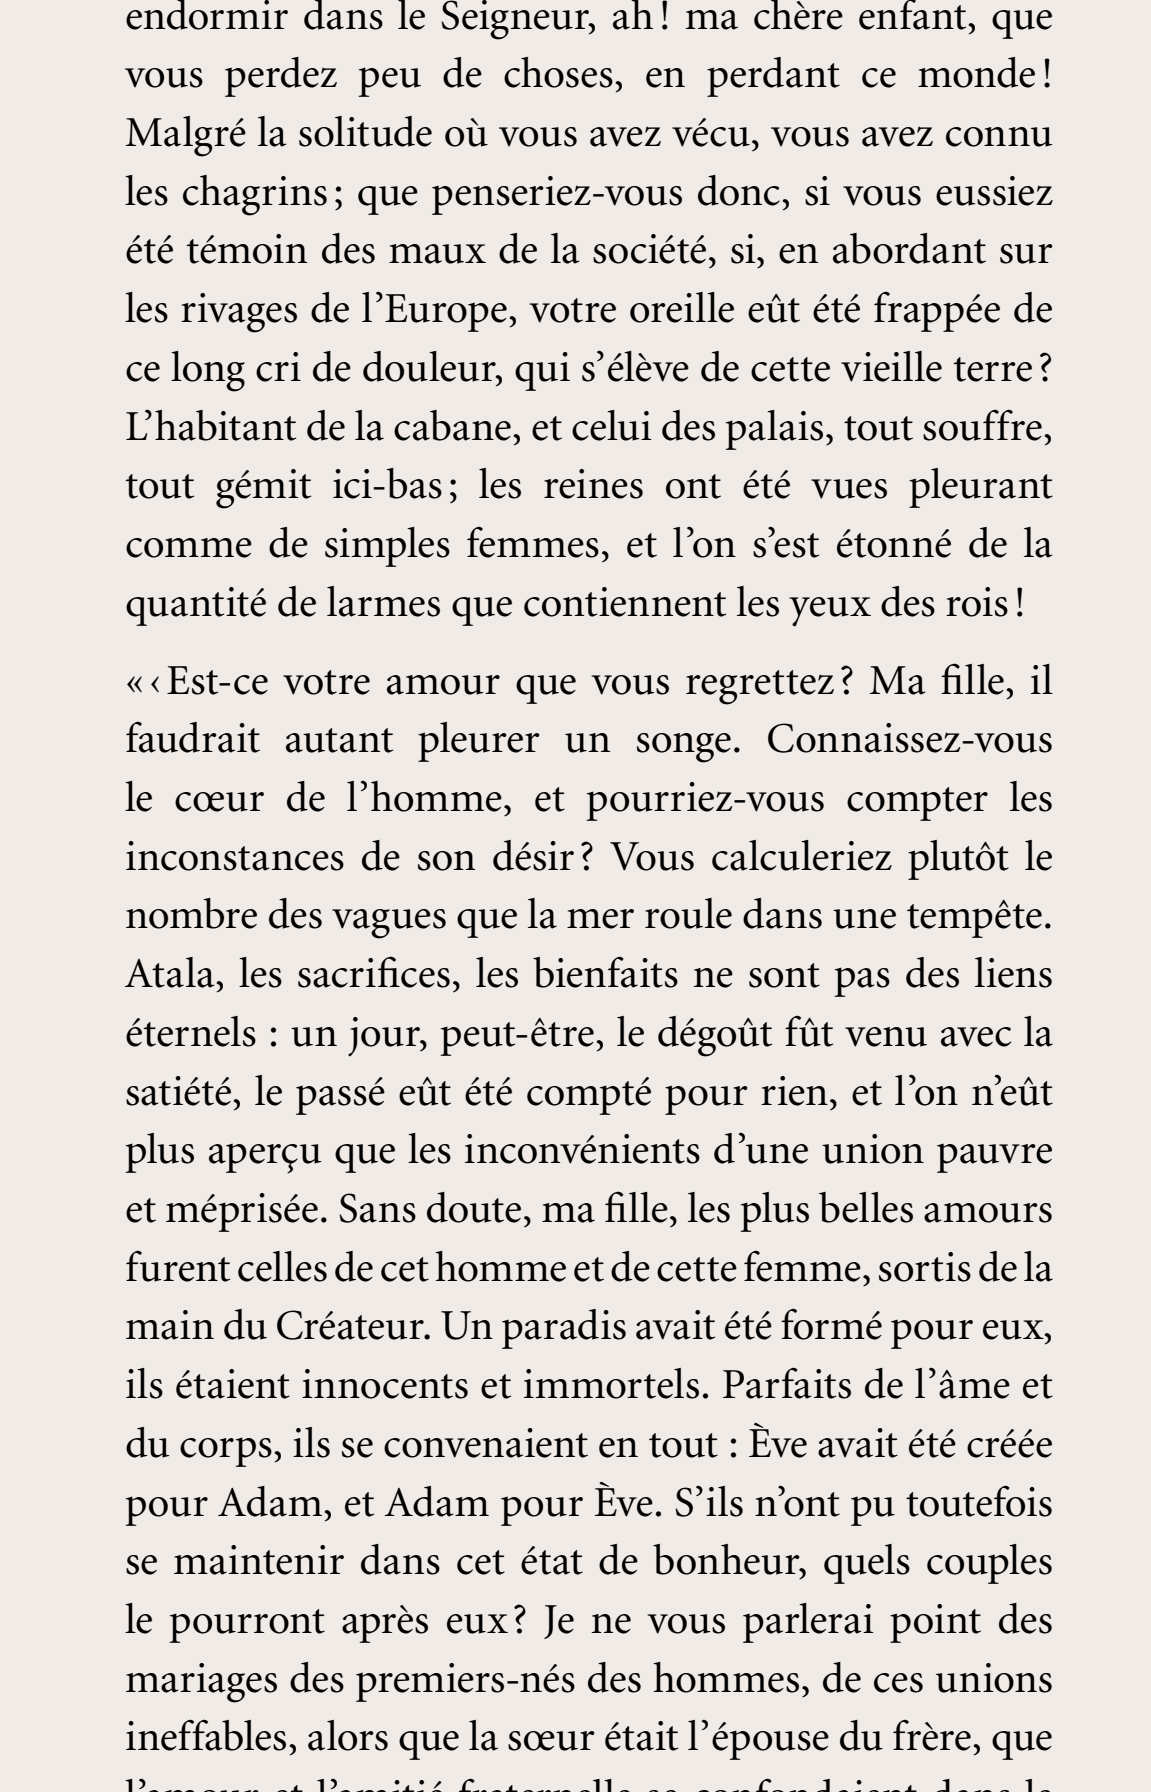 endormir dans le Seigneur, ah ! ma chère enfant, que
vous perdez peu de choses, en perdant ce monde !
Malgré la solitude où vous avez vécu, vous avez connu
les chagrins ; que penseriez-vous donc, si vous eussiez
été témoin des maux de la société, si, en abordant sur
les rivages de l’Europe, votre oreille eût été frappée de
ce long cri de douleur, qui s’élève de cette vieille terre ?
L’habitant de la cabane, et celui des palais, tout souffre,
tout gémit ici-bas ; les reines ont été vues pleurant
comme de simples femmes, et l’on s’est étonné de la
quantité de larmes que contiennent les yeux des rois !
« ‹ Est-ce votre amour que vous regrettez ? Ma fille, il
faudrait autant pleurer un songe. Connaissez-vous
le cœur de l’homme, et pourriez-vous compter les
inconstances de son désir ? Vous calculeriez plutôt le
nombre des vagues que la mer roule dans une tempête.
Atala, les sacrifices, les bienfaits ne sont pas des liens
éternels : un jour, peut-être, le dégoût fût venu avec la
satiété, le passé eût été compté pour rien, et l’on n’eût
plus aperçu que les inconvénients d’une union pauvre
et méprisée. Sans doute, ma fille, les plus belles amours
furent celles de cet homme et de cette femme, sortis de la
main du Créateur. Un paradis avait été formé pour eux,
ils étaient innocents et immortels. Parfaits de l’âme et
du corps, ils se convenaient en tout : Ève avait été créée
pour Adam, et Adam pour Ève. S’ils n’ont pu toutefois
se maintenir dans cet état de bonheur, quels couples
le pourront après eux ? Je ne vous parlerai point des
mariages des premiers-nés des hommes, de ces unions
ineffables, alors que la sœur était l’épouse du frère, que
l’amour et l’amitié fraternelle se confondaient dans le